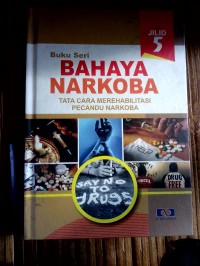 JILID
5
Buku Seri
BAHAYA
NARKOBA
TATA CARA MEREHABILITASI
PECANDU NARKOBA
SAY NO
TO
DRUGS
DRUG
FREE